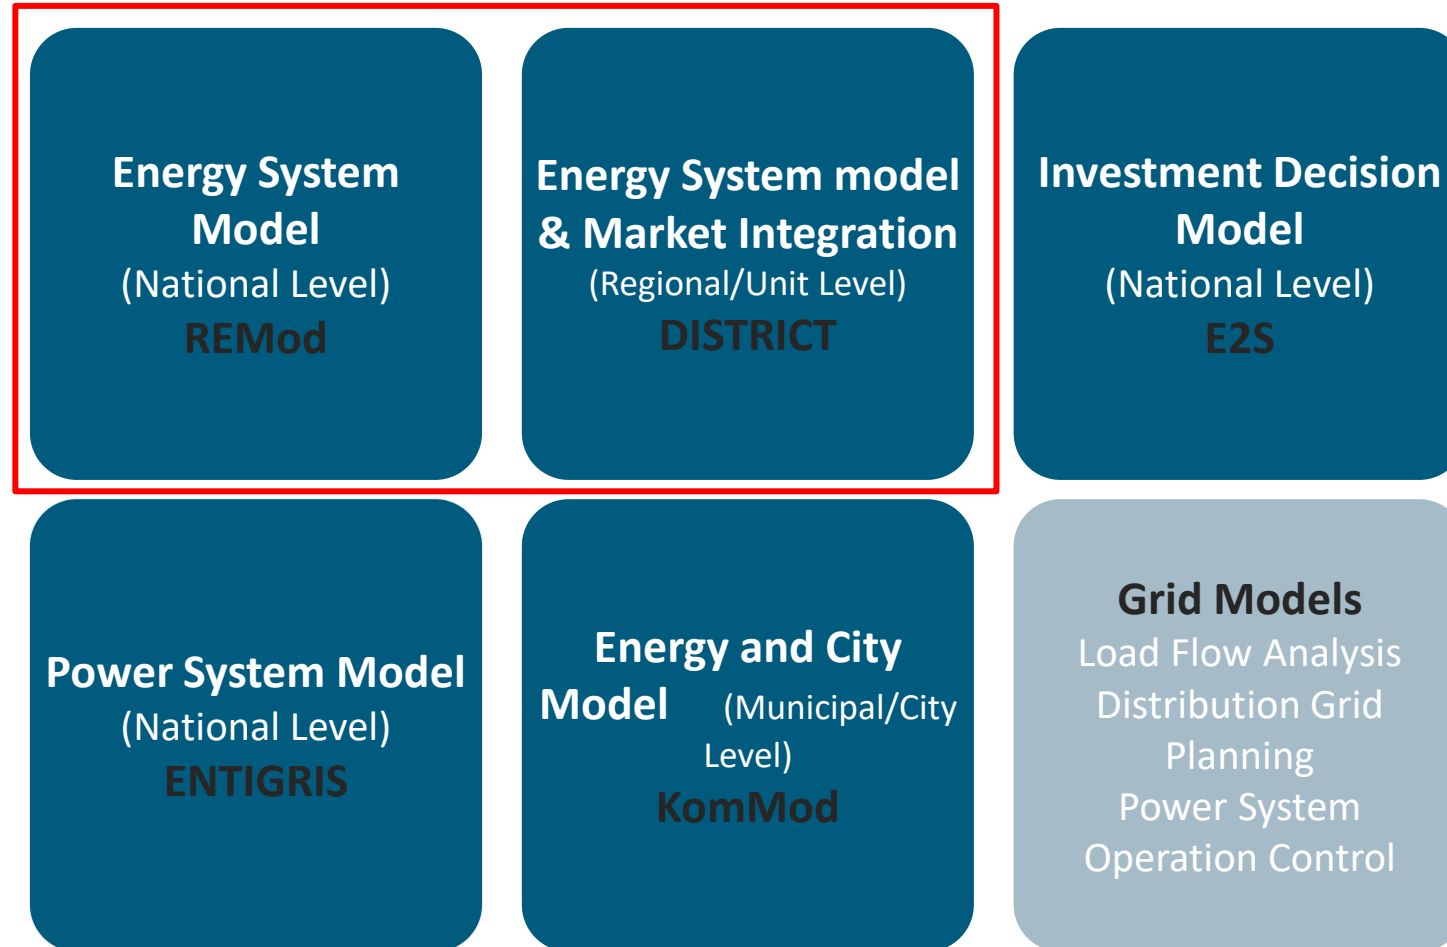 Energy System
Model
(National Level)
REMod
Energy System model
& Market Integration
(Regional/Unit Level)
DISTRICT
Investment Decision
Model
(National Level)
E2S
Power System Model
(National Level)
ENTIGRIS
Energy and City
Model (Municipal/City
Level)
KomMod
Grid Models
Load Flow Analysis
Distribution Grid
Planning
Power System
Operation Control